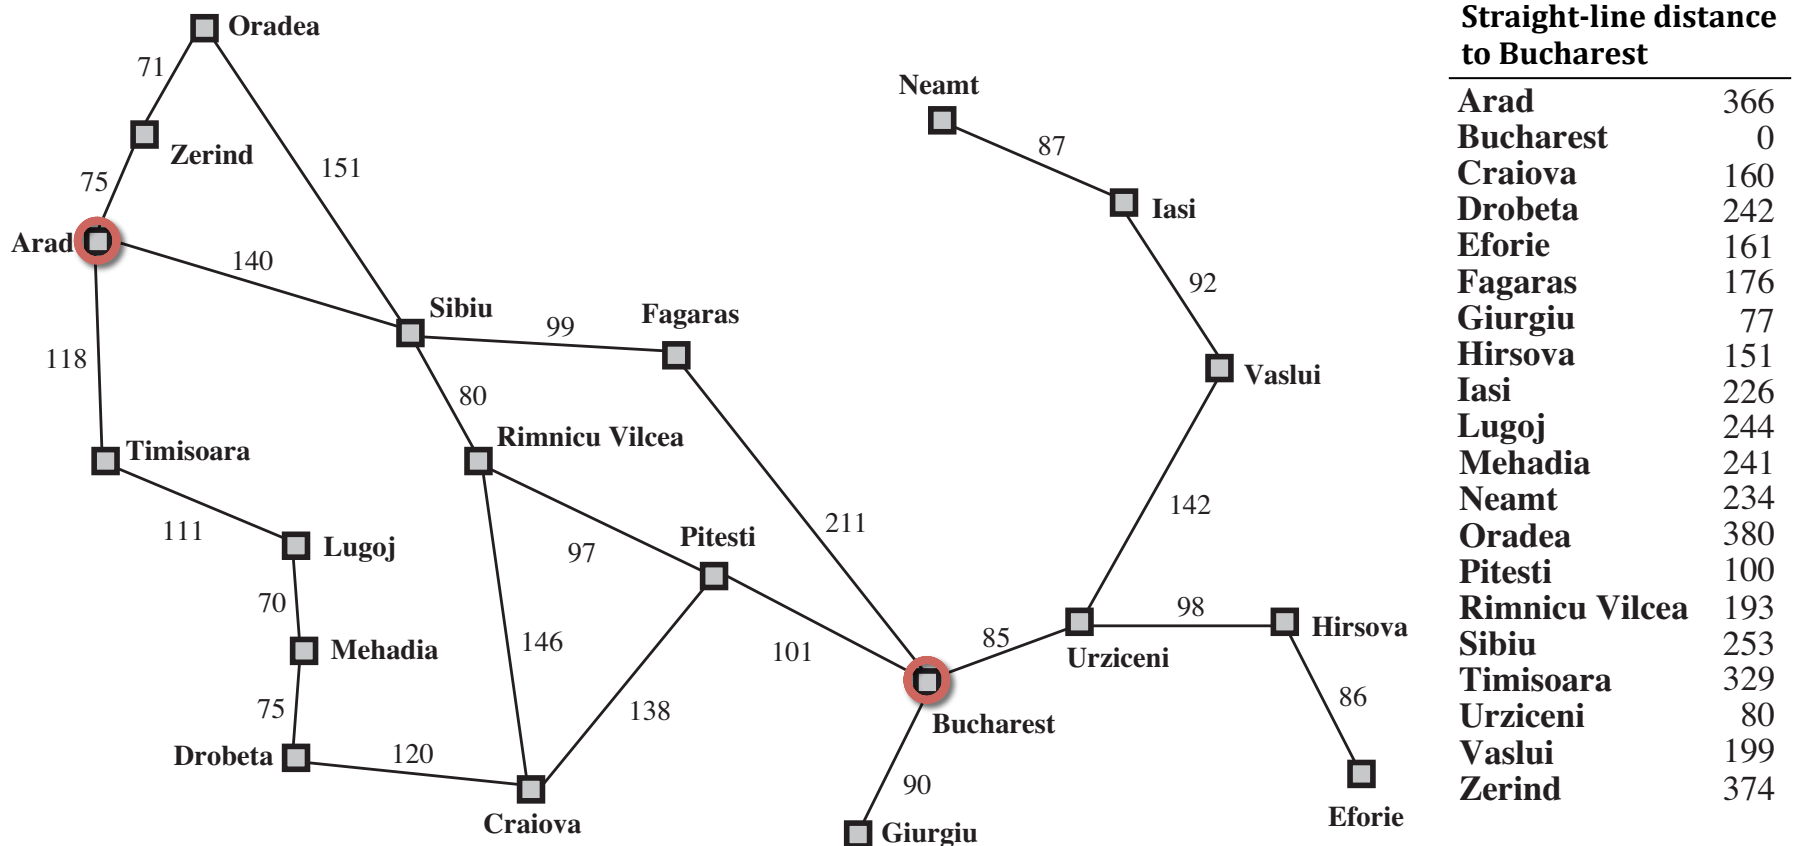 Oradea
71
Neamt
87
Zerind
151
75
Iasi
Arad
140
92
Sibiu
Fagaras
99
118
Vaslui
80
Rimnicu Vilcea
Timisoara
142
211
111
Lugoj
97
Pitesti
70
98
Hirsova
146
85
Mehadia
101
Urziceni
86
75
138
Bucharest
Drobeta
120
90
Craiova
Giurgiu
Eforie
Straight-line distance
to Bucharest
Arad 366
Bucharest 0
Craiova 160
Drobeta 242
Eforie 161
Fagaras 176
Giurgiu 77
Hirsova 151
Iasi 226
Lugoj 244
Mehadia 241
Neamt 234
Oradea 380
Pitesti 100
Rimnicu Vilcea 193
Sibiu 253
Timisoara 329
Urziceni 80
Vaslui 199
Zerind 374